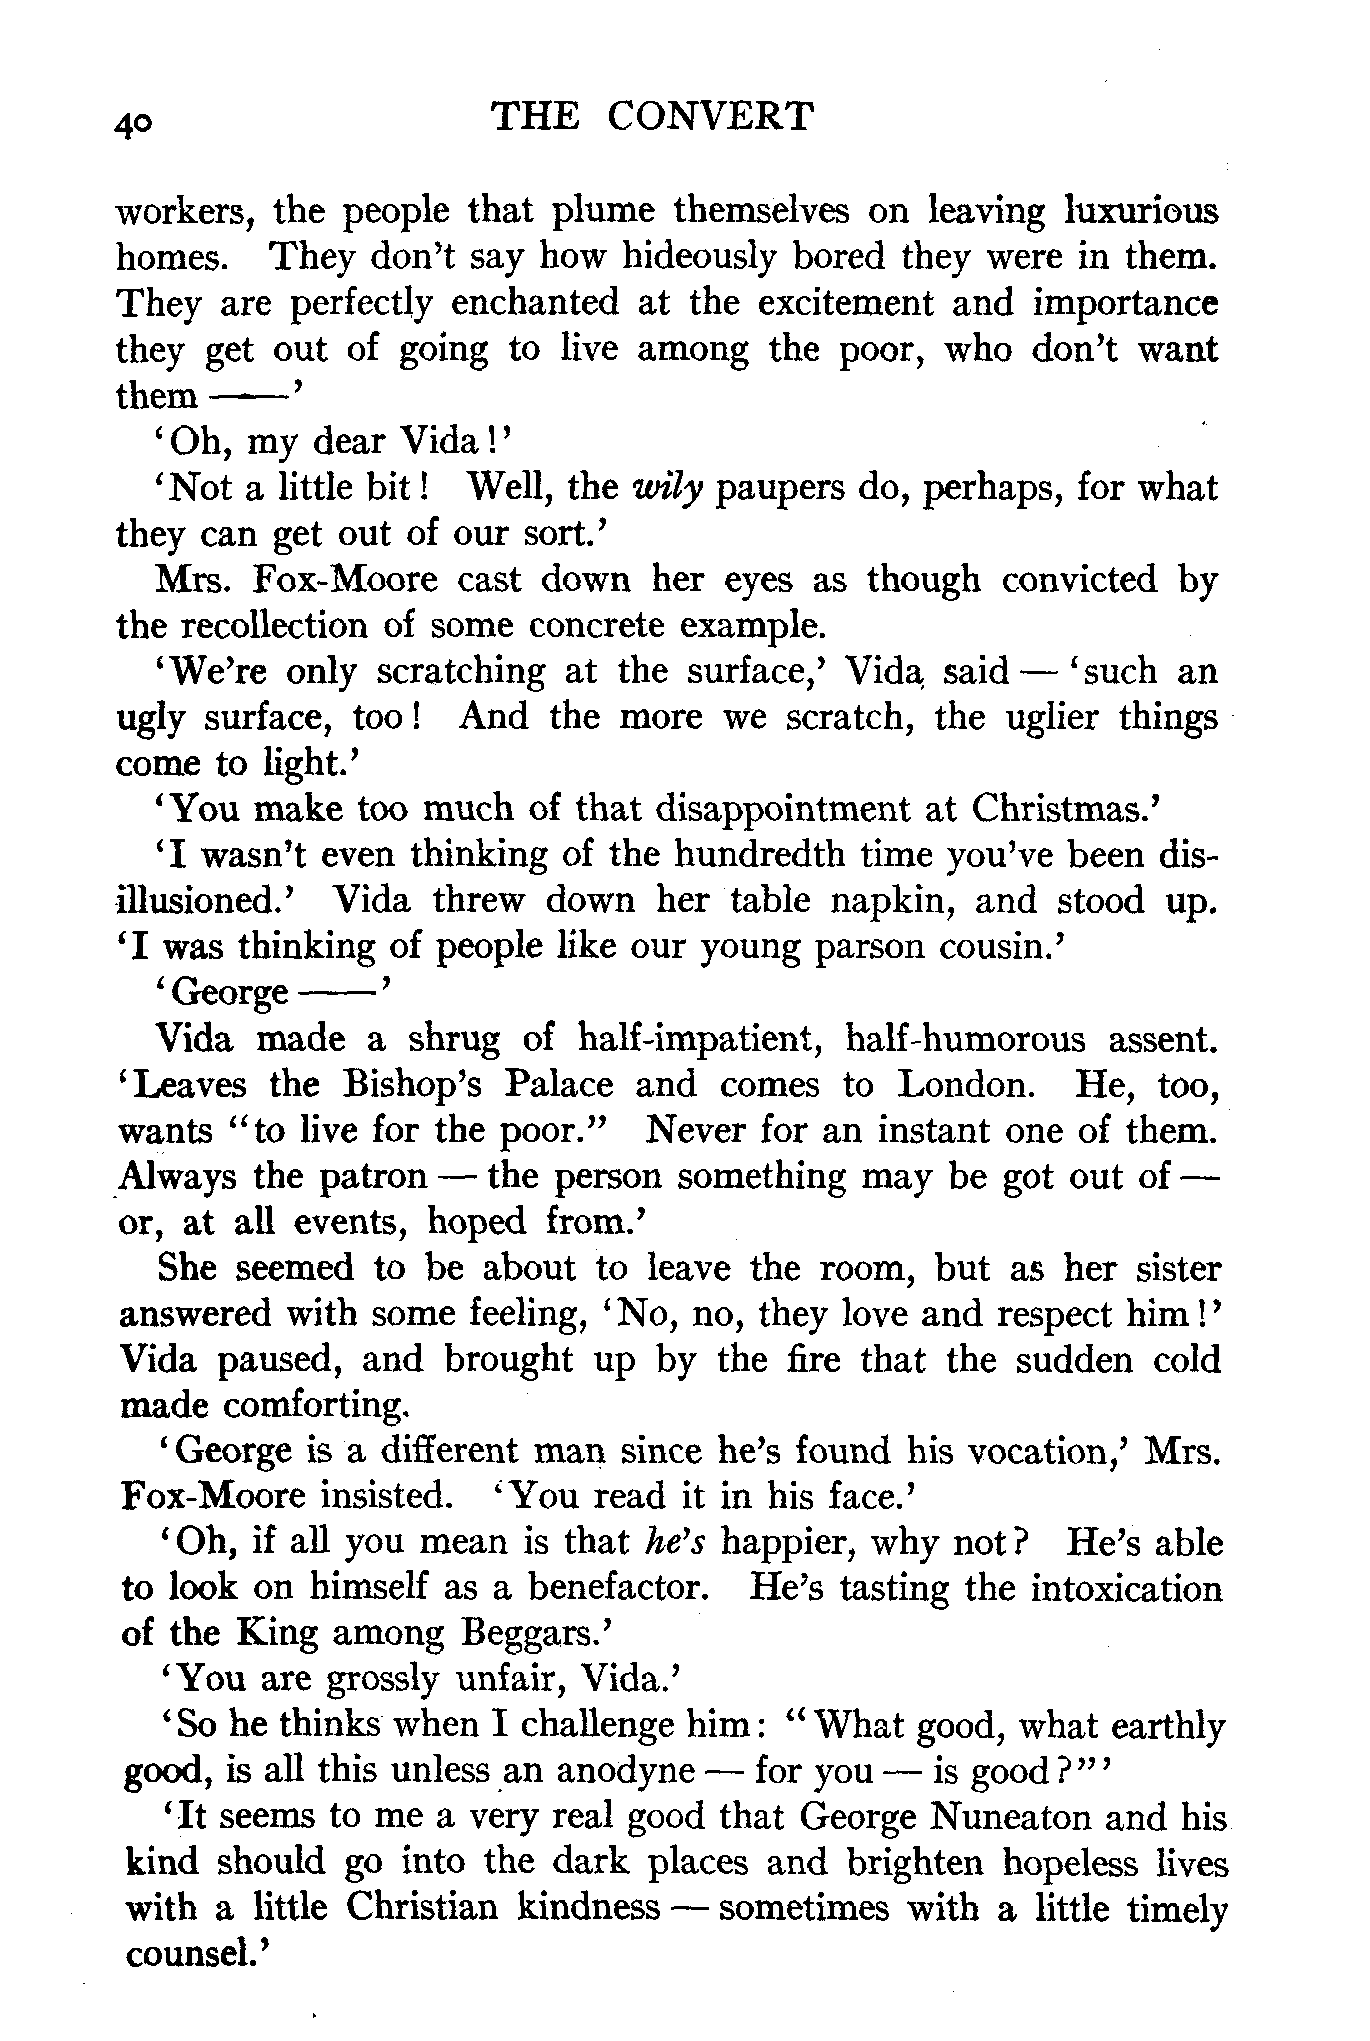 40 THE CONVERT
workers, the people that plume themselves on leaving luxurious
homes. They don't say how hideously bored they were in them.
They are perfectly enchanted at the excitement and importance
they get out of going to live among the poor, who don't want
them ——'
'Oh, my dear Vida!'
'Not a little bit! Well, the wily paupers do, perhaps, for what
they can get out of our sort.'
Mrs. Fox-Moore cast down her eyes as though convicted by
the recollection of some concrete example.
'We're only scratching at the surface,' Vida said — 'such an
ugly surface, too! And the more we scratch, the uglier things
come to light.'
'You make too much of that disappointment at Christmas.'
'I wasn't even thinking of the hundredth time you've been dis-
illusioned.' Vida threw down her table napkin, and stood up.
'I was thinking of people like our young parson cousin.'
'George ——'
Vida made a shrug of half-impatient, half-humorous assent.
'Leaves the Bishop's Palace and comes to London. He, too,
wants "to live for the poor." Never for an instant one of them.
Always the patron — the person something may be got out of —
or, at all events, hoped from.'
She seemed to be about to leave the room, but as her sister
answered with some feeling, 'No, no, they love and respect him!'
Vida paused, and brought up by the fire that the sudden cold
made comforting.
'George is a different man since he's found his vocation,' Mrs.
Fox-Moore insisted. 'You read it in his face.'
'Oh, if all you mean is that he's happier, why not? He's able
to look on himself as a benefactor. He's tasting the intoxication
of the King among Beggars.'
'You are grossly unfair, Vida.'
'So he thinks when I challenge him: "What good, what earthly
good, is all this unless an anodyne — for you — is good?"'
'It seems to me a very real good that George Nuneaton and his
kind should go into the dark places and brighten hopeless lives
with a little Christian kindness — sometimes with a little timely
counsel.'